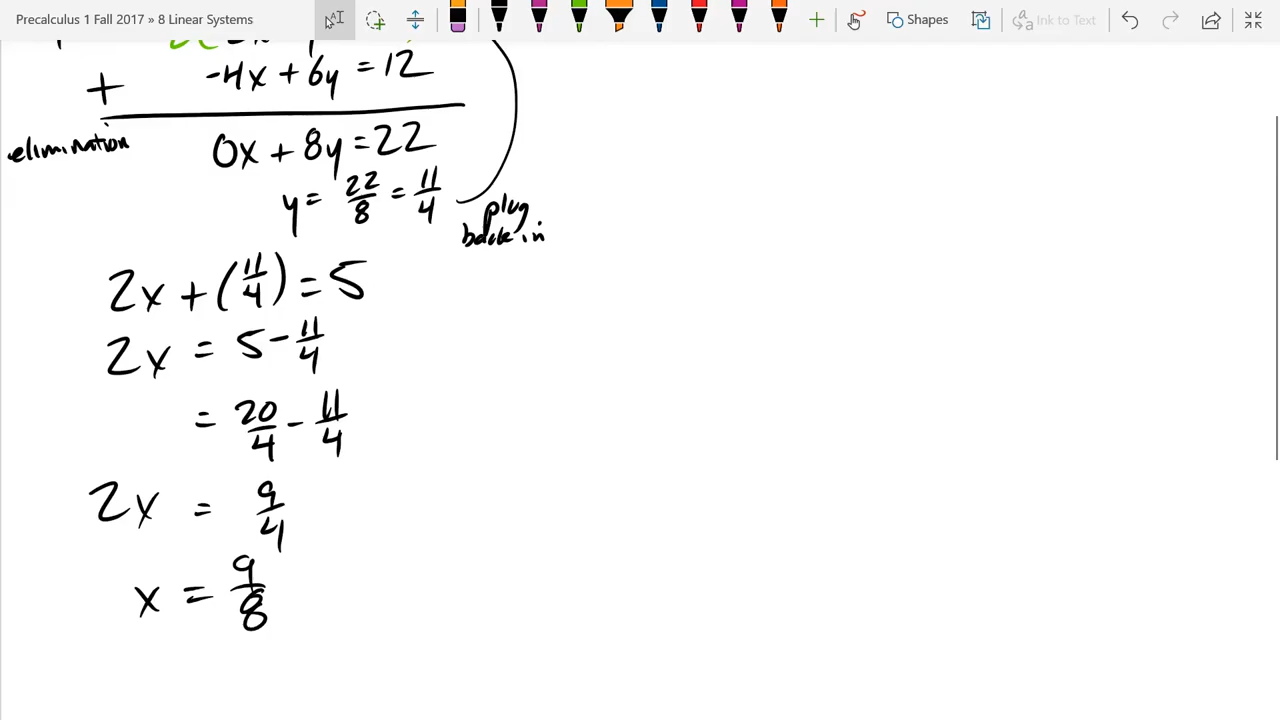 Precalculus 1 Fall 2017 » 8 Linear Systems
Shapes
Ink to Text
+ -4x + 6y = 12
elimination
0x + 8y = 22
y = 22/8 = 11/4
plug
back in
2x + (11/4) = 5
2x = 5 - 11/4
= 20/4 - 11/4
2x = 9/4
x = 9/8